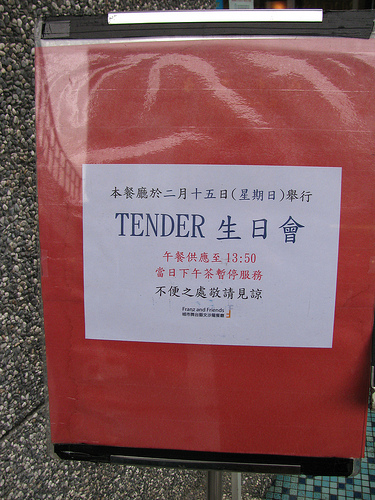 本餐廳於二月十五日(星期日)舉行
TENDER 生日會
午餐供應至 13:50
當日下午茶暫停服務
不便之處敬請見諒
Franz and Friends